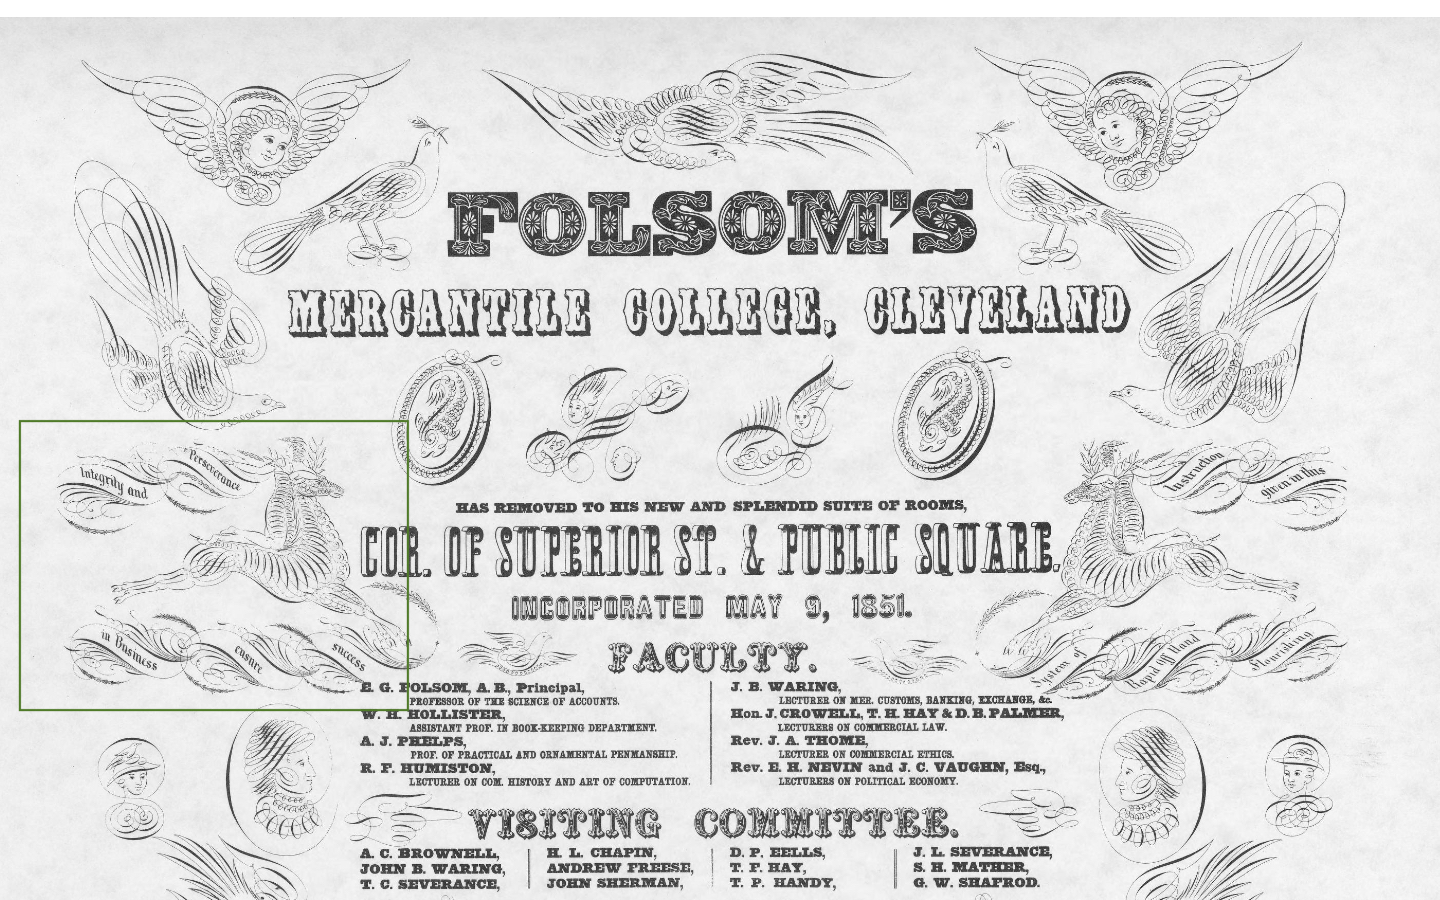 FOLSOM'S
MERCANTILE COLLEGE, CLEVELAND
Integrity and
Perseverance
in Business
ensure
success
Instruction
given in this
System of
Rapid off Hand
Flourishing
HAS REMOVED TO HIS NEW AND SPLENDID SUITE OF ROOMS,
COR. OF SUPERIOR ST. & PUBLIC SQUARE.
INCORPORATED MAY 9, 1851.
FACULTY.
E. G. FOLSOM, A. B., Principal,
PROFESSOR OF THE SCIENCE OF ACCOUNTS.
W. H. HOLLISTER,
ASSISTANT PROF. IN BOOK-KEEPING DEPARTMENT.
A. J. PHELPS,
PROF. OF PRACTICAL AND ORNAMENTAL PENMANSHIP.
R. F. HUMISTON,
LECTURER ON COM. HISTORY AND ART OF COMPUTATION.
J. B. WARING,
LECTURER ON MER. CUSTOMS, BANKING, EXCHANGE, &c.
Hon. J. CROWELL, T. H. HAY & D. B. PALMER,
LECTURERS ON COMMERCIAL LAW.
Rev. J. A. THOME,
LECTURER ON COMMERCIAL ETHICS.
Rev. E. H. NEVIN and J. C. VAUGHN, Esq.,
LECTURERS ON POLITICAL ECONOMY.
VISITING COMMITTEE.
A. C. BROWNELL,
JOHN B. WARING,
T. C. SEVERANCE,
H. L. CHAPIN,
ANDREW FREESE,
JOHN SHERMAN,
D. P. EELLS,
T. F. HAY,
T. P. HANDY,
J. L. SEVERANCE,
S. H. MATHER,
G. W. SHAFROD.